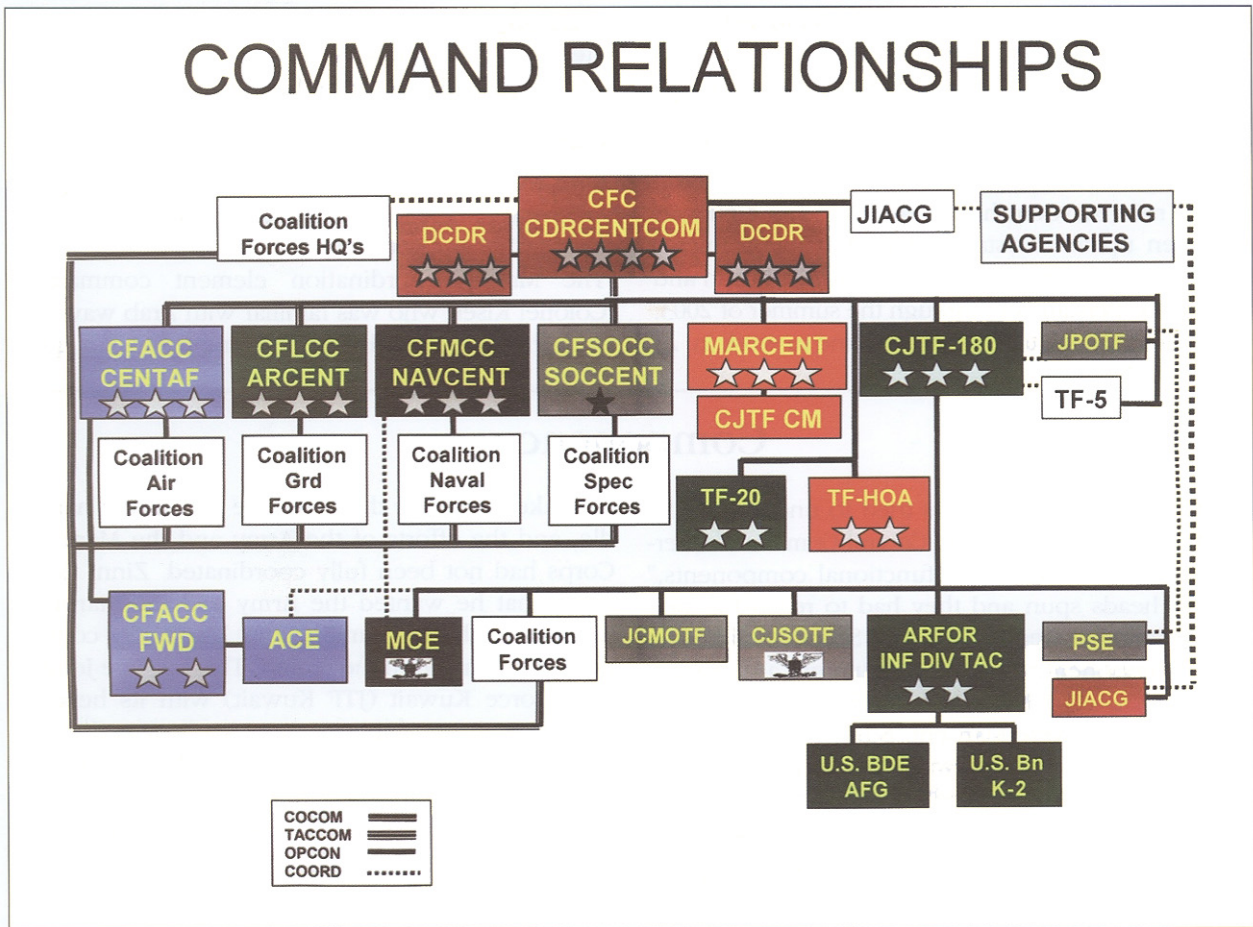 COMMAND RELATIONSHIPS
Coalition
Forces HQ's
DCDR
CFC
CDRCENTCOM
DCDR
JIACG
SUPPORTING
AGENCIES
CFACC
CENTAF
CFLCC
ARCENT
CFMCC
NAVCENT
CFSOCC
SOCCENT
MARCENT
CJTF CM
CJTF-180
JPOTF
TF-5
Coalition
Air
Forces
Coalition
Grd
Forces
Coalition
Naval
Forces
Coalition
Spec
Forces
TF-20
TF-HOA
CFACC
FWD
ACE
MCE
Coalition
Forces
JCMOTF
CJSOTF
ARFOR
INF DIV TAC
PSE
JIACG
U.S. BDE
AFG
U.S. Bn
K-2
COCOM
TACCOM
OPCON
COORD